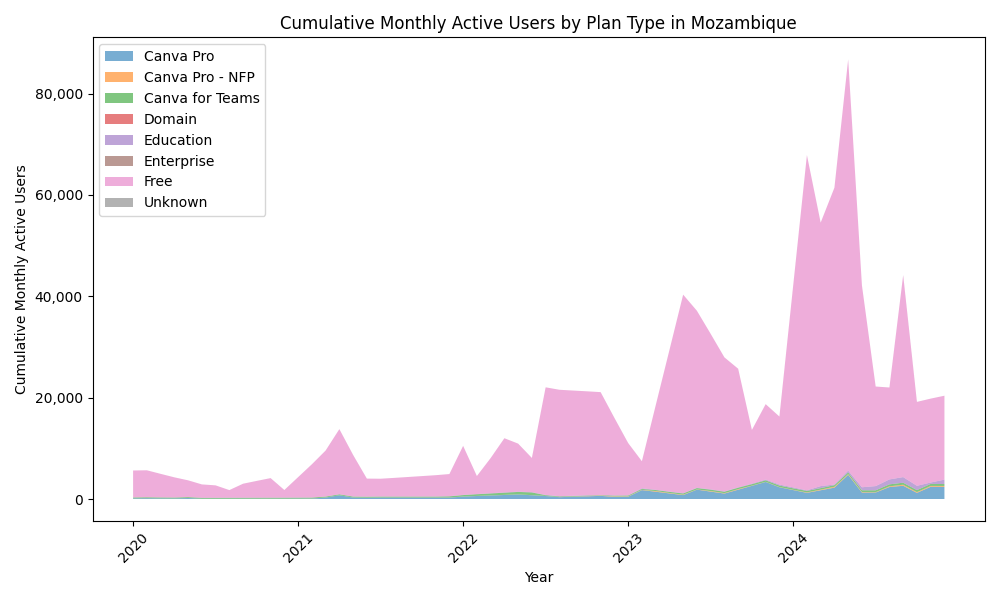 Cumulative Monthly Active Users by Plan Type in Mozambique
Canva Pro
Canva Pro - NFP
Canva for Teams
Domain
Education
Enterprise
Free
Unknown
Cumulative Monthly Active Users
80,000
60,000
40,000
20,000
0
2020
2021
2022
2023
2024
Year